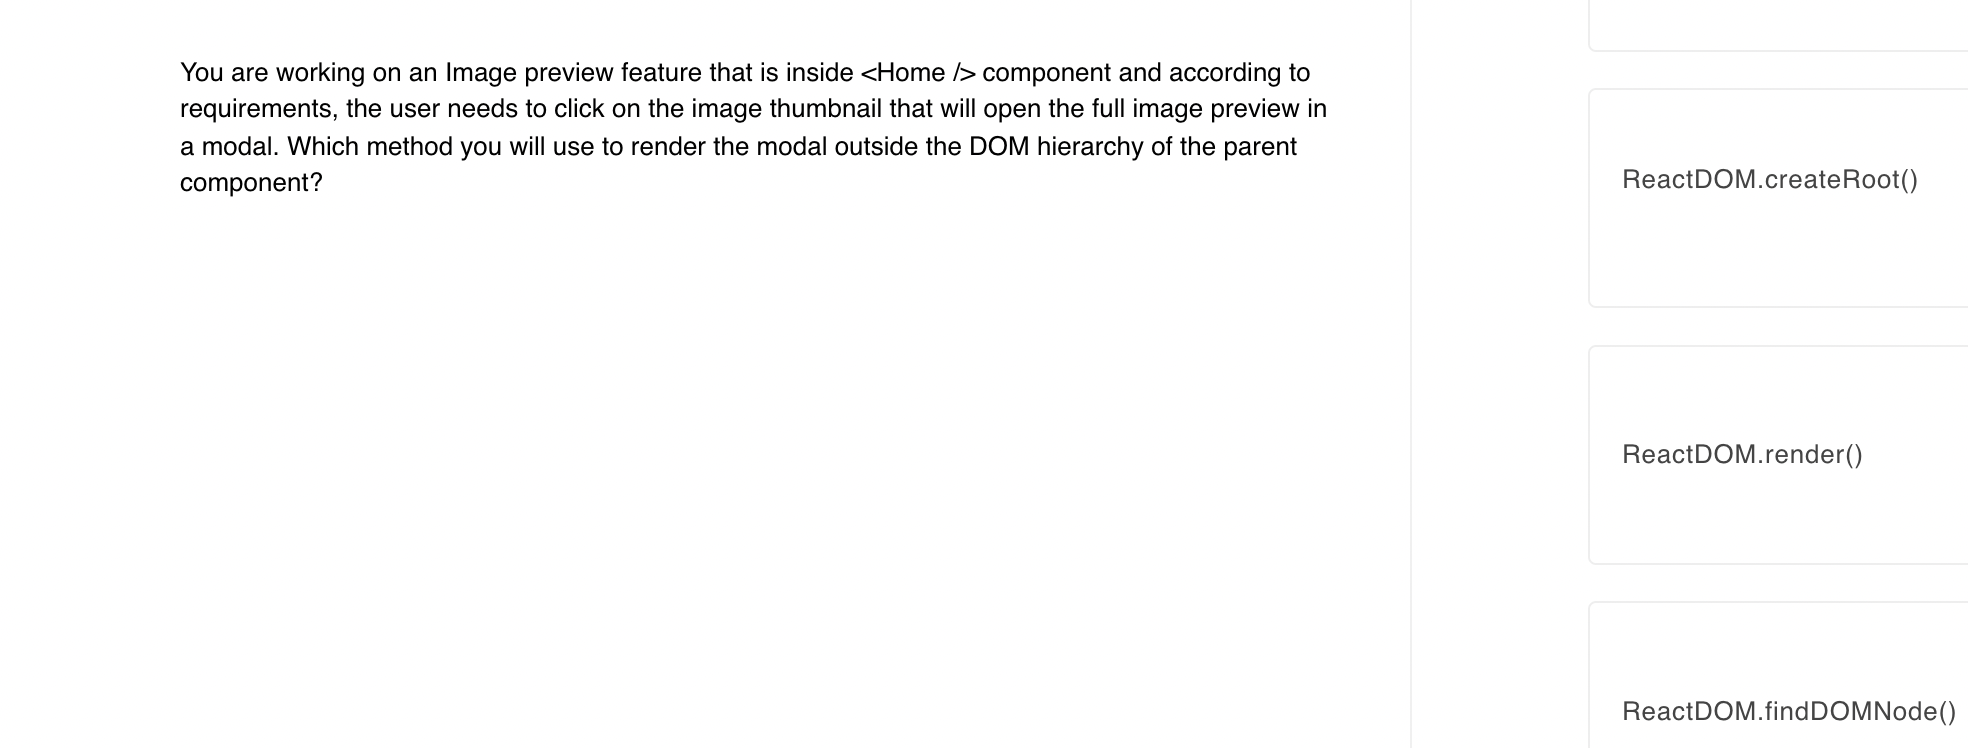 You are working on an Image preview feature that is inside <Home /> component and according to
requirements, the user needs to click on the image thumbnail that will open the full image preview in
a modal. Which method you will use to render the modal outside the DOM hierarchy of the parent
component?
ReactDOM.createRoot()
ReactDOM.render()
ReactDOM.findDOMNode()